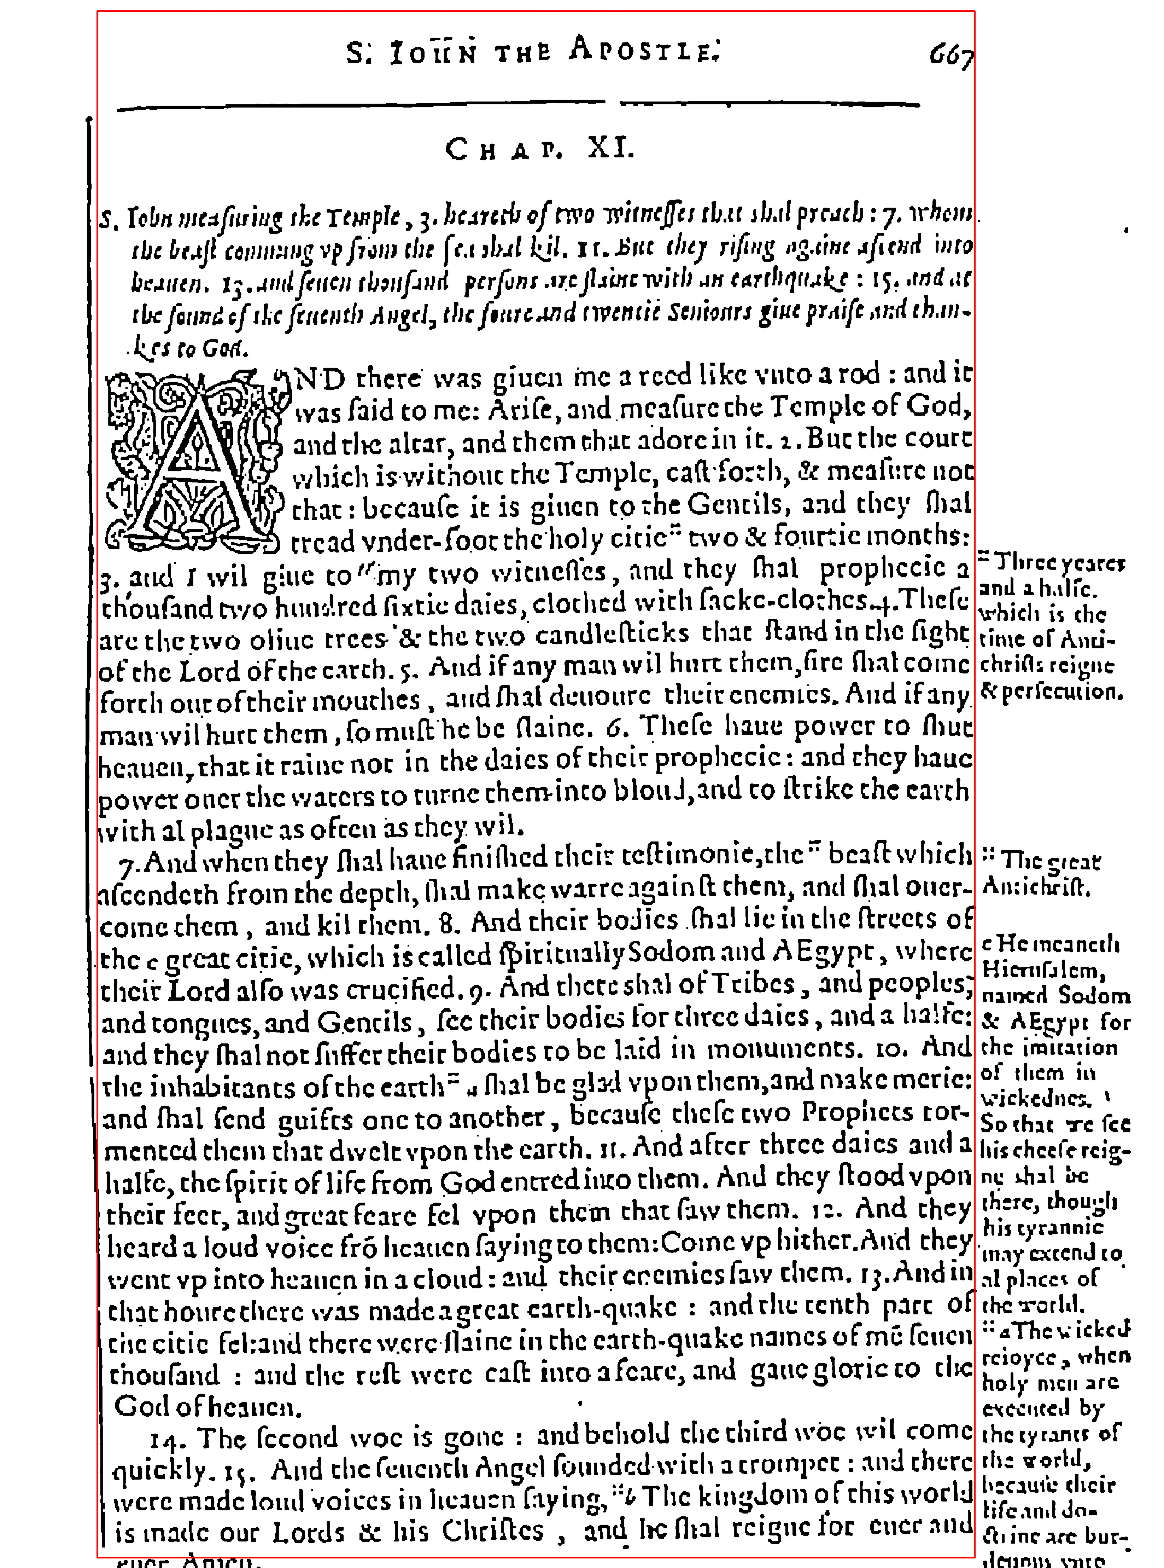 S. IOHN THE APOSTLE. 667
CHAP. XI.
S. Iohn measuring the Temple, 3. heareth of two witnesses that shal preach: 7. whom
the beast comming vp from the sea shal kil. 11. But they rising againe ascend into
heauen. 13. and seuen thousand persons are slaine with an earthquake: 15. and at
the sound of the seuenth Angel, the foure and twentie Seniours giue praise and than-
kes to God.
AND there was giuen me a reed like vnto a rod: and it
was ſaid to me: Ariſe, and meaſure the Temple of God,
and the altar, and them that adore in it. 2. But the court
which is without the Temple, caſt forth, & meaſure not
that: becauſe it is giuen to the Gentils, and they ſhal
tread vnder-foot the holy citie :: two & fourtie months:
3. and I wil giue to "my two witneſſes, and they ſhal prophecie a
thouſand two hundred ſixtie daies, clothed with ſacke-clothes. 4. Theſe
are the two oliue trees & the two candleſticks that ſtand in the ſight
of the Lord of the earth. 5. And if any man wil hurt them, fire ſhal come
forth out of their mouthes, and ſhal deuoure their enemies. And if any
man wil hurt them, ſo muſt he be ſlaine. 6. Theſe haue power to ſhut
heauen, that it raine not in the daies of their prophecie: and they haue
power ouer the waters to turne them into bloud, and to ſtrike the earth
with al plague as often as they wil.
7. And when they ſhal haue finiſhed their teſtimonie, the :: beaſt which
aſcendeth from the depth, ſhal make warre againſt them, and ſhal ouer-
come them, and kil them. 8. And their bodies ſhal lie in the ſtreets of
the c great citie, which is called ſpiritually Sodom and AEgypt, where
their Lord alſo was crucified. 9. And there shal of Tribes, and peoples,
and tongues, and Gentils, ſee their bodies for three daies, and a halfe:
and they ſhal not ſuffer their bodies to be laid in monuments. 10. And
the inhabitants of the earth :: a ſhal be glad vpon them, and make merie:
and ſhal ſend guifts one to another, becauſe theſe two Prophets tor-
mented them that dwelt vpon the earth. 11. And after three daies and a
halfe, the ſpirit of life from God entred into them. And they ſtood vpon
their feet, and great feare fel vpon them that ſaw them. 12. And they
heard a loud voice frõ heauen ſaying to them: Come vp hither. And they
went vp into heauen in a cloud: and their enemies ſaw them. 13. And in
that houre there was made a great earth-quake: and the tenth part of
the citie fel: and there were ſlaine in the earth-quake names of mē ſeuen
thouſand: and the reſt were caſt into a feare, and gaue glorie to the
God of heauen.
14. The ſecond woe is gone: and behold the third woe wil come
quickly. 15. And the ſeuenth Angel ſounded with a trompet: and there
were made loud voices in heauen ſaying, :: b The kingdom of this world
is made our Lords & his Chriſtes, and he ſhal reigne for euer and
euer. Amen.
:: Three yeares
and a halfe.
which is the
time of Anti-
chriſts reigne
& perſecution.
:: The great
Antichriſt.
c He meaneth
Hieruſalem,
named Sodom
& AEgypt for
the imitation
of them in
wickednes.
So that we ſee
his cheefe reig-
ne shal be
there, though
his tyrannie
may extend to
al places of
the world.
:: a The wicked
reioyce, when
holy men are
executed by
the tyrants of
the world,
becauſe their
life and do-
ctrine are bur-
denous vnto